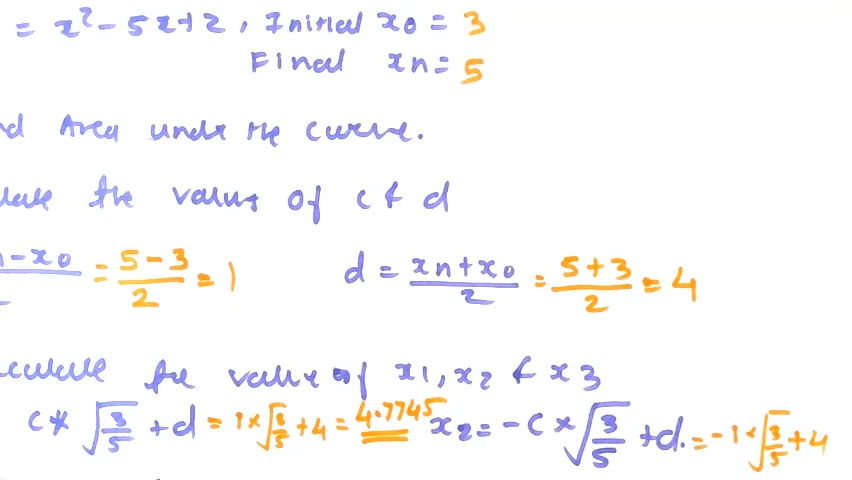 = x² - 5x + 2, Initial x0 = 3
Final xn = 5
Area under the curve.
the value of c & d
n - x0 / 2 = 5 - 3 / 2 = 1 d = xn + x0 / 2 = 5 + 3 / 2 = 4
the value of x1, x2 & x3
c * √3/5 + d = 1 × √3/5 + 4 = 4.7745 x2 = -c × √3/5 + d. = -1 × √3/5 + 4